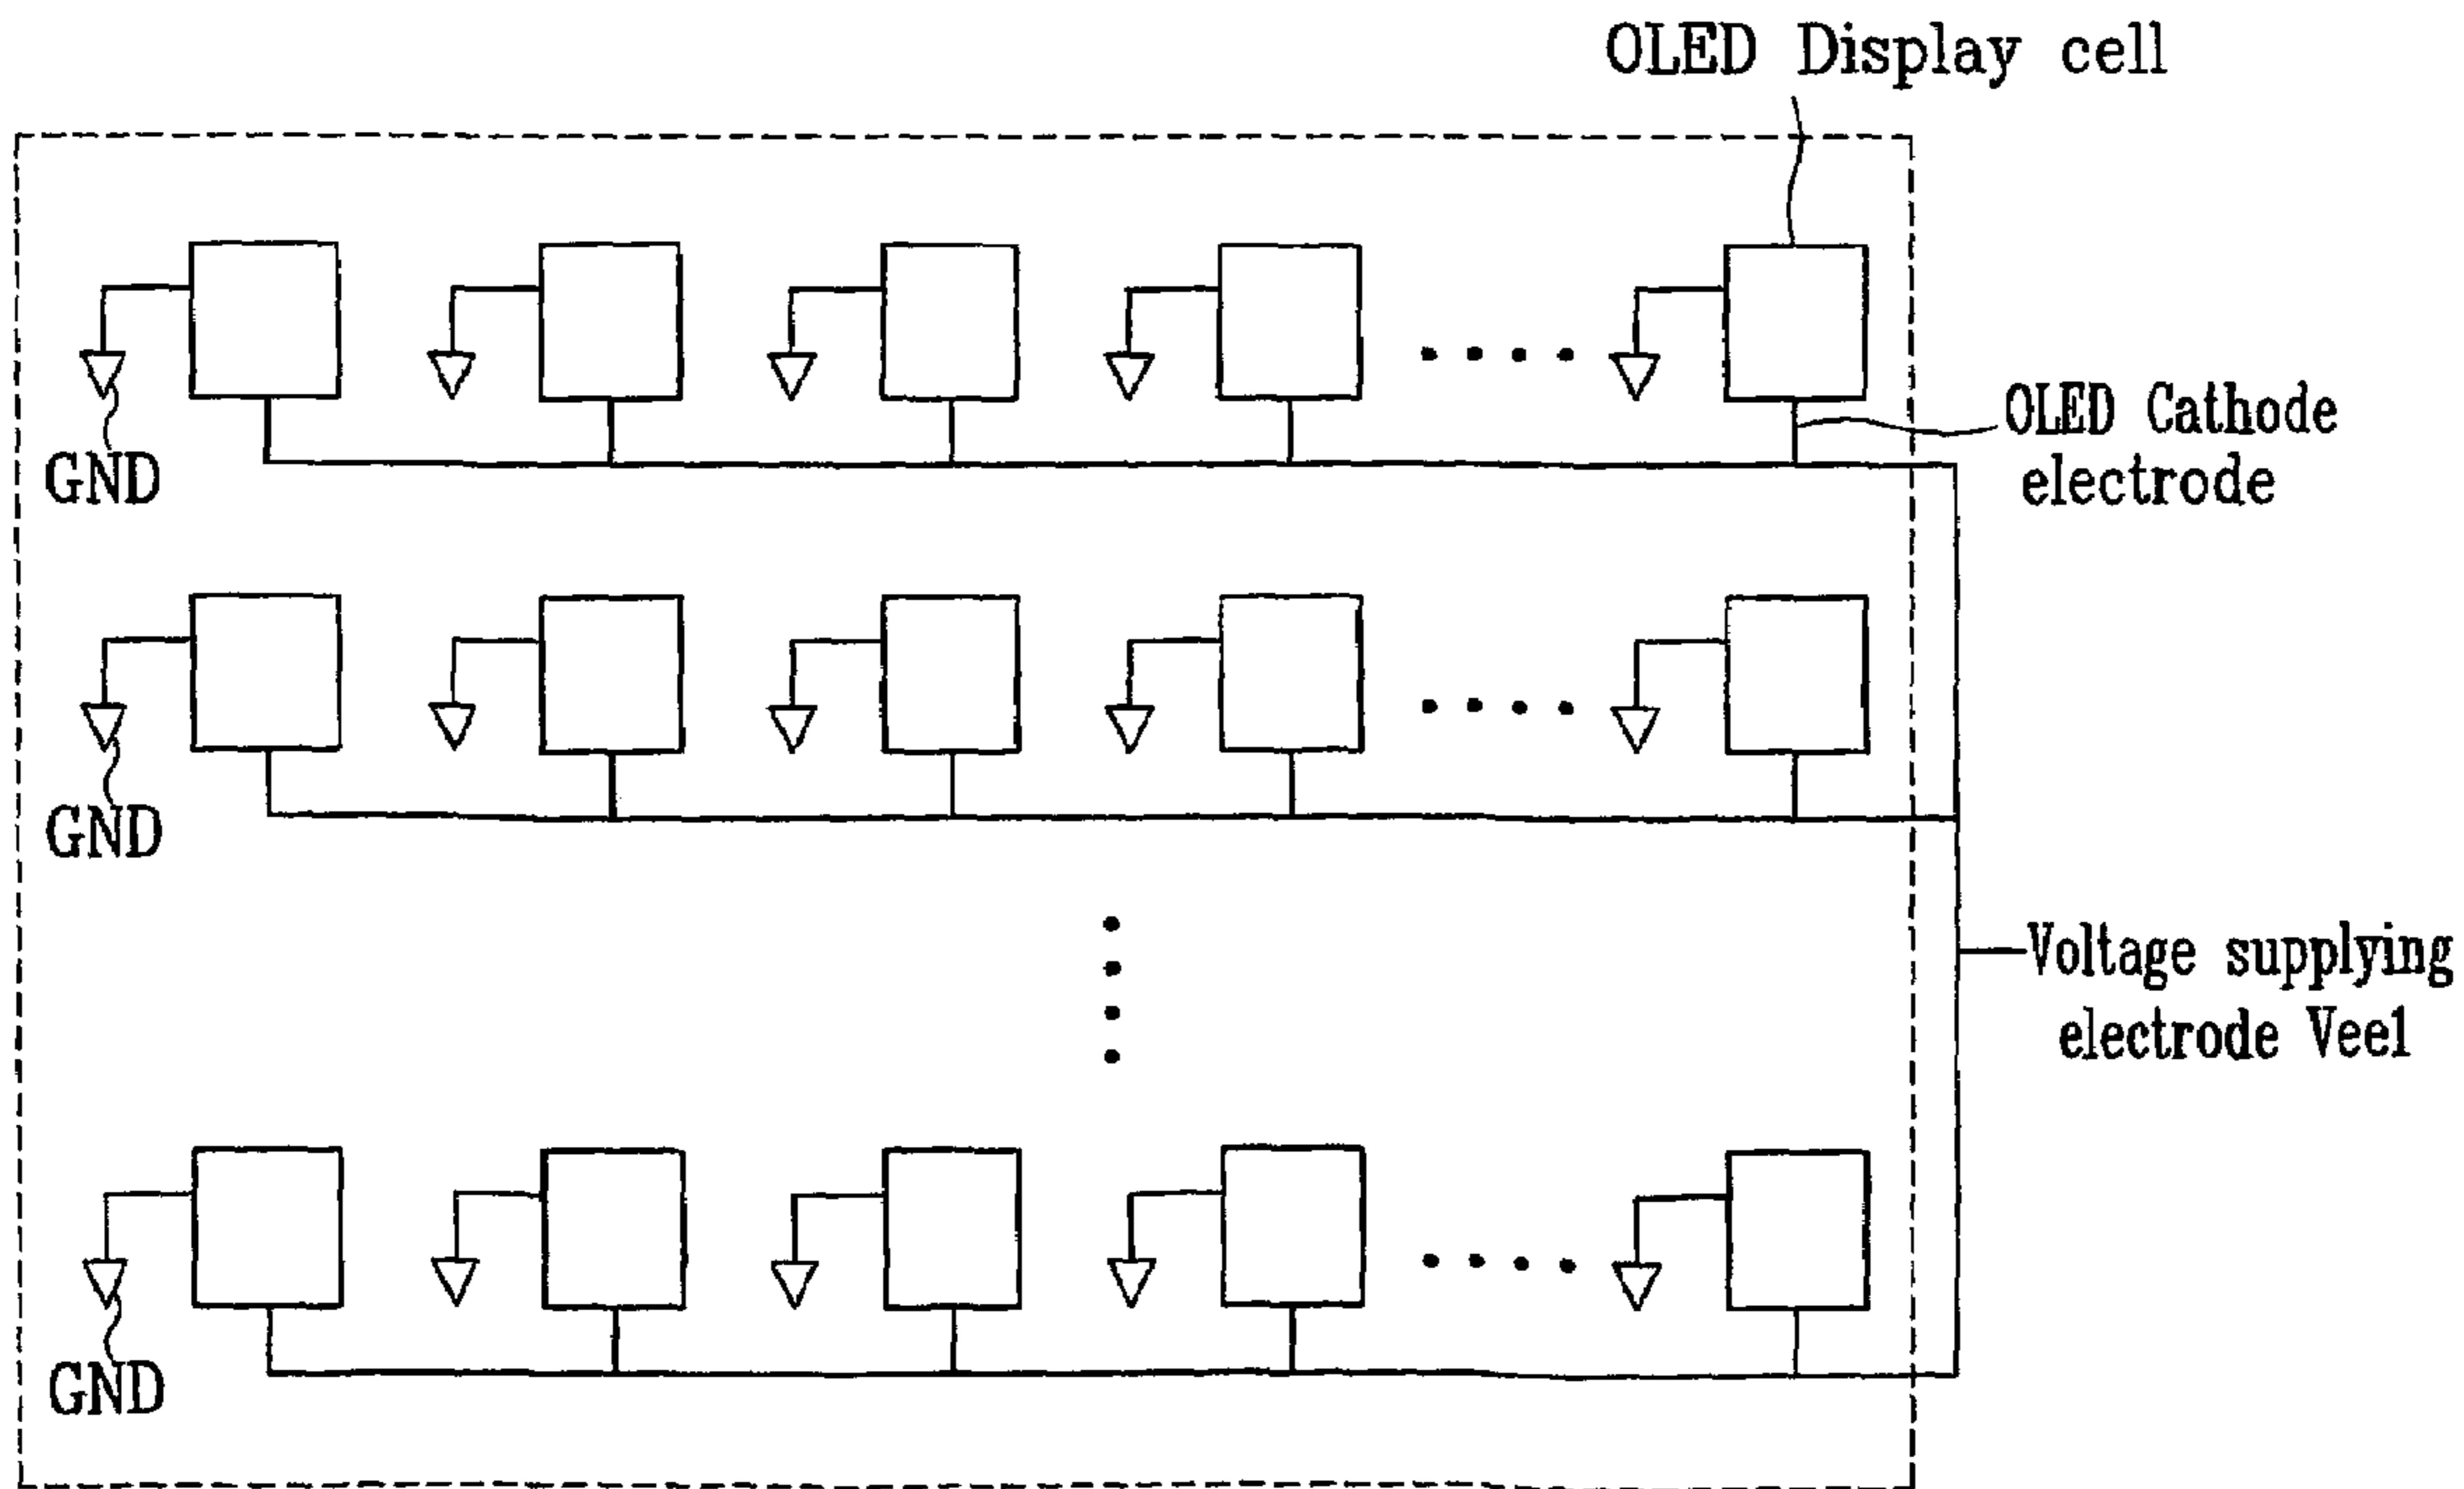 OLED Display cell
OLED Cathode
electrode
GND
GND
Voltage supplying
electrode Vee1
GND